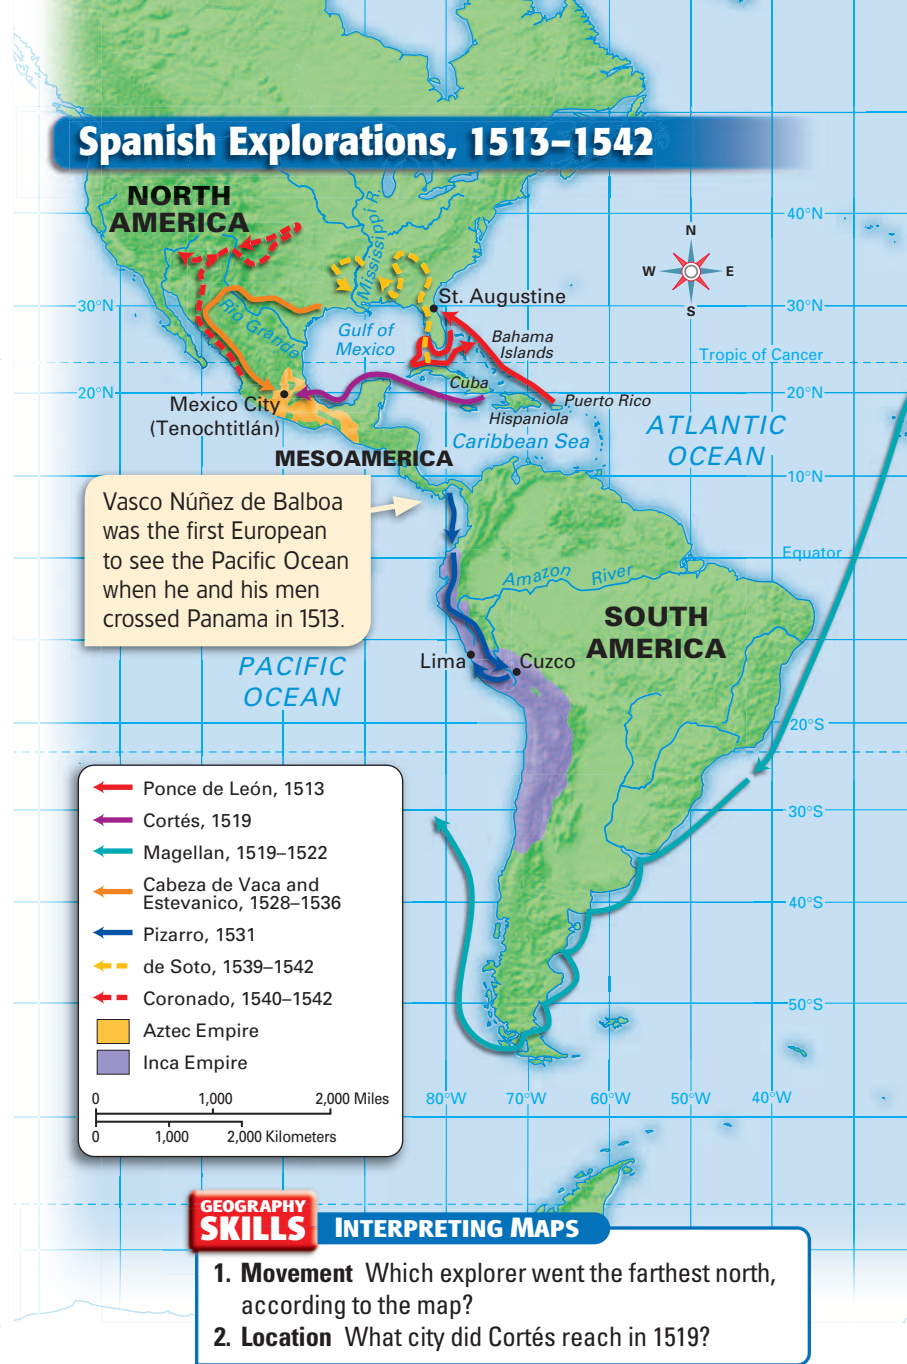 Spanish Explorations, 1513–1542
NORTH
AMERICA
Mississippi R.
40°N
N
W
E
S
30°N
30°N
St. Augustine
Rio Grande
Gulf of
Mexico
Bahama
Islands
Tropic of Cancer
20°N
20°N
Cuba
Puerto Rico
Mexico City
(Tenochtitlán)
Hispaniola
ATLANTIC
OCEAN
Caribbean Sea
MESOAMERICA
10°N
Vasco Núñez de Balboa
was the first European
to see the Pacific Ocean
when he and his men
crossed Panama in 1513.
Equator
Amazon River
SOUTH
AMERICA
Lima
Cuzco
PACIFIC
OCEAN
20°S
30°S
40°S
50°S
Ponce de León, 1513
Cortés, 1519
Magellan, 1519–1522
Cabeza de Vaca and
Estevanico, 1528–1536
Pizarro, 1531
de Soto, 1539–1542
Coronado, 1540–1542
Aztec Empire
Inca Empire
0 1,000 2,000 Miles
0 1,000 2,000 Kilometers
80°W 70°W 60°W 50°W 40°W
GEOGRAPHY
SKILLS
INTERPRETING MAPS
1. Movement Which explorer went the farthest north,
according to the map?
2. Location What city did Cortés reach in 1519?